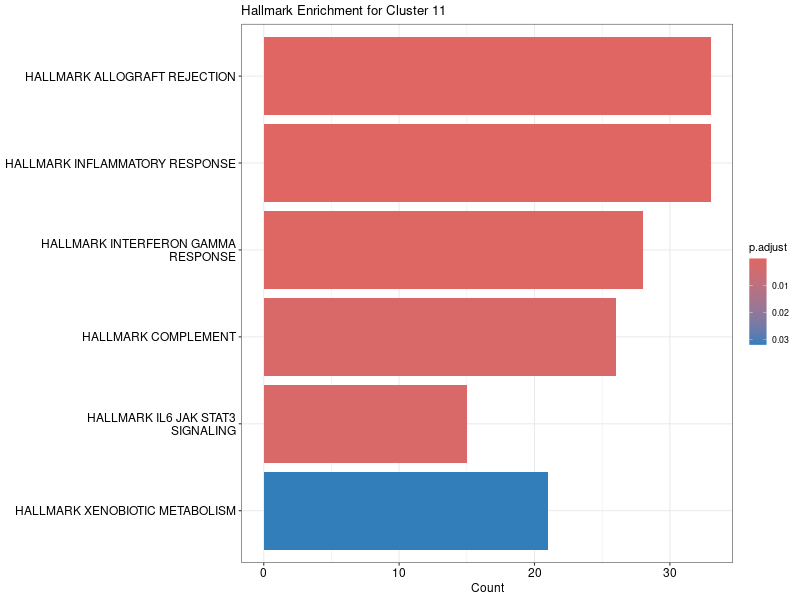 Hallmark Enrichment for Cluster 11
HALLMARK ALLOGRAFT REJECTION
HALLMARK INFLAMMATORY RESPONSE
HALLMARK INTERFERON GAMMA
RESPONSE
HALLMARK COMPLEMENT
HALLMARK IL6 JAK STAT3
SIGNALING
HALLMARK XENOBIOTIC METABOLISM
0
10
20
30
Count
p.adjust
0.01
0.02
0.03